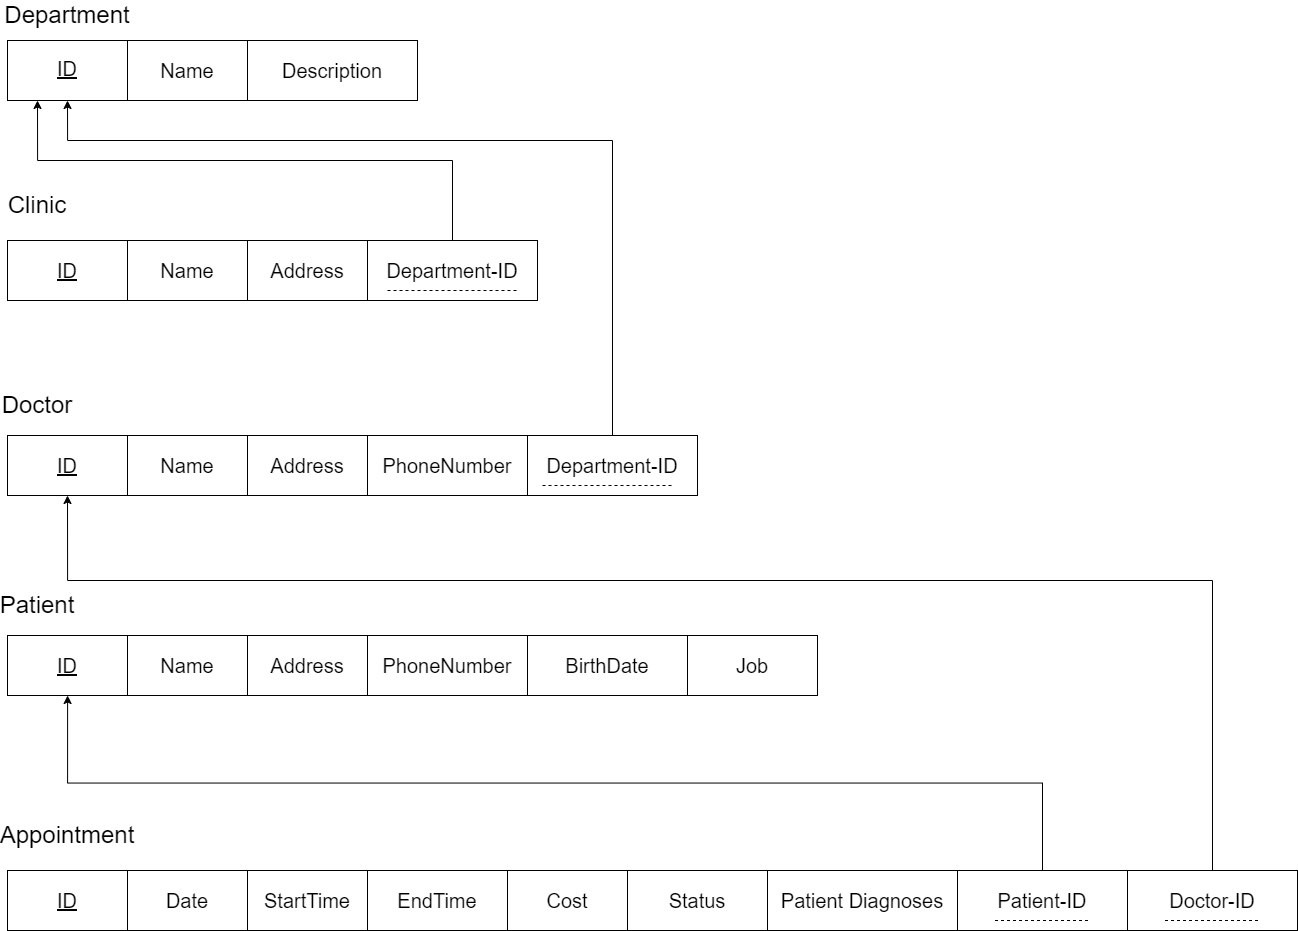 Department
ID Name Description
Clinic
ID Name Address Department-ID
Doctor
ID Name Address PhoneNumber Department-ID
Patient
ID Name Address PhoneNumber BirthDate Job
Appointment
ID Date StartTime EndTime Cost Status Patient Diagnoses Patient-ID Doctor-ID